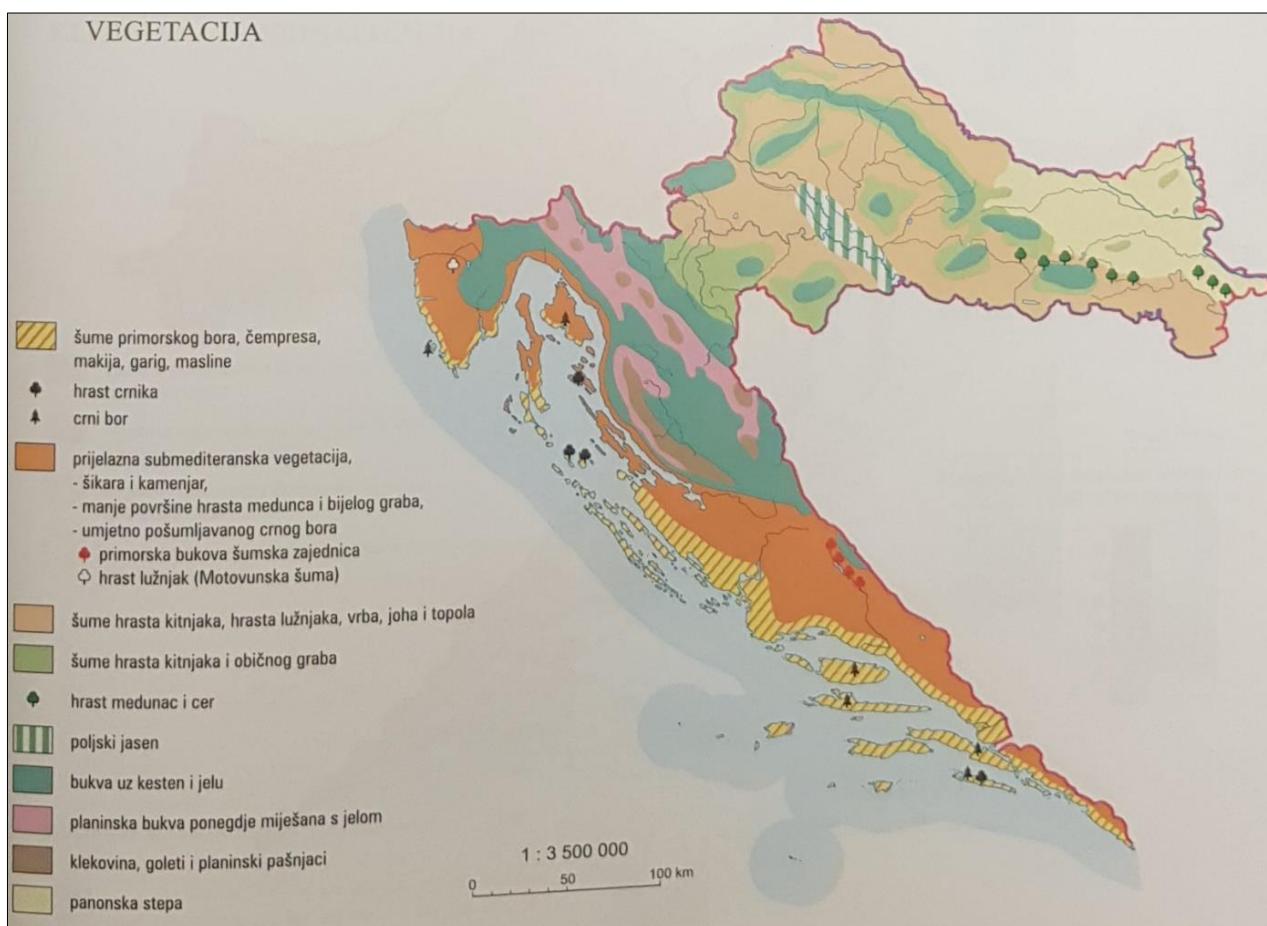 VEGETACIJA
šume primorskog bora, čempresa,
makija, garig, masline
hrast crnika
crni bor
prijelazna submediteranska vegetacija,
- šikara i kamenjar,
- manje površine hrasta medunca i bijelog graba,
- umjetno pošumljavanog crnog bora
primorska bukova šumska zajednica
hrast lužnjak (Motovunska šuma)
šume hrasta kitnjaka, hrasta lužnjaka, vrba, joha i topola
šume hrasta kitnjaka i običnog graba
hrast medunac i cer
poljski jasen
bukva uz kesten i jelu
planinska bukva ponegdje miješana s jelom
klekovina, goleti i planinski pašnjaci
panonska stepa
1 : 3 500 000
0 50 100 km